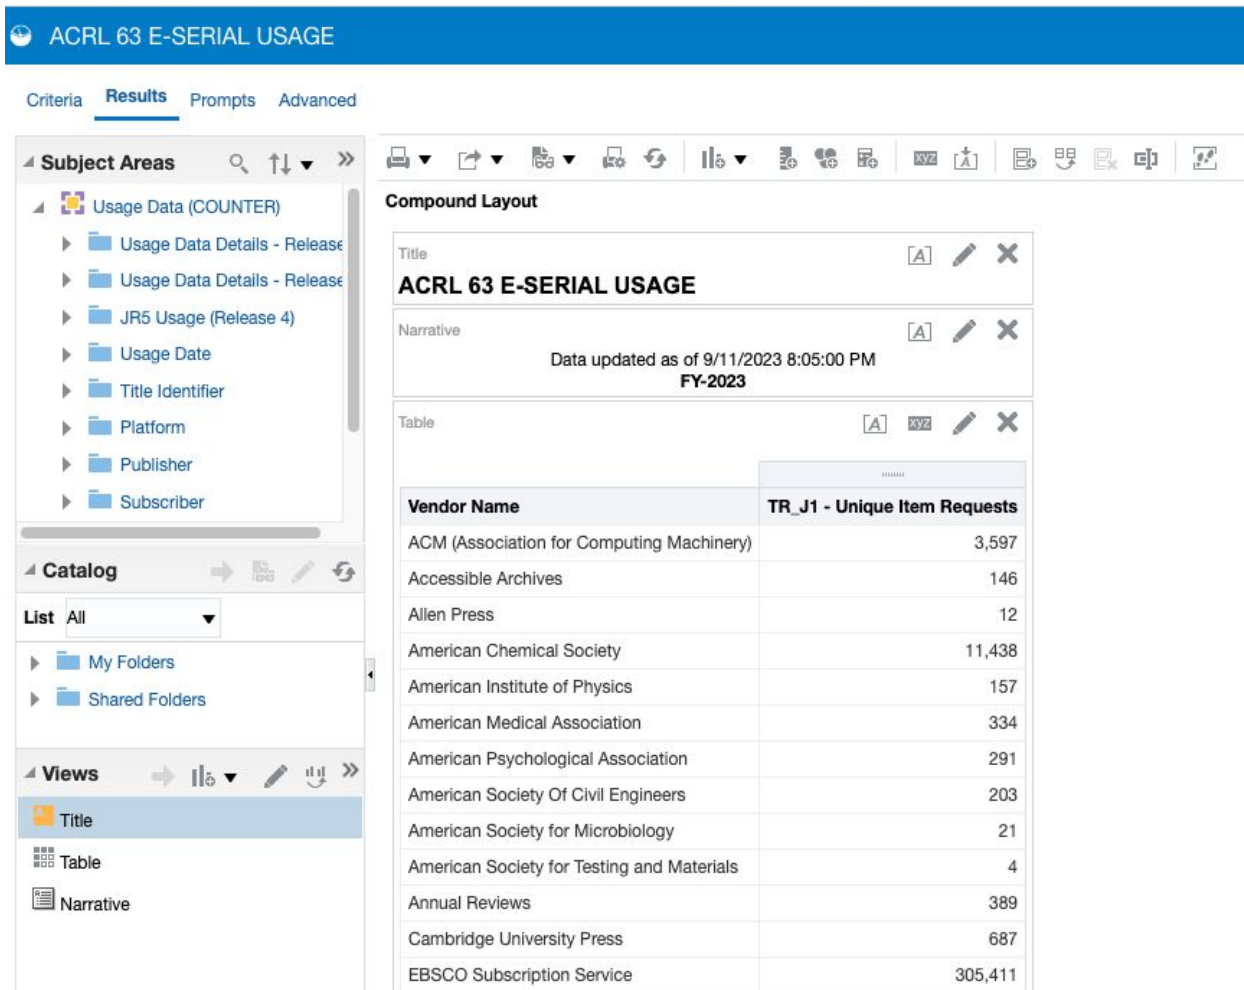 ACRL 63 E-SERIAL USAGE
Criteria Results Prompts Advanced
Subject Areas
Usage Data (COUNTER)
Usage Data Details - Release
Usage Data Details - Release
JR5 Usage (Release 4)
Usage Date
Title Identifier
Platform
Publisher
Subscriber
Catalog
List All
My Folders
Shared Folders
Views
Title
Table
Narrative
xyz
Compound Layout
Title
[A]
ACRL 63 E-SERIAL USAGE
Narrative
[A]
Data updated as of 9/11/2023 8:05:00 PM
FY-2023
Table
[A] xyz
Vendor Name TR_J1 - Unique Item Requests
ACM (Association for Computing Machinery) 3,597
Accessible Archives 146
Allen Press 12
American Chemical Society 11,438
American Institute of Physics 157
American Medical Association 334
American Psychological Association 291
American Society Of Civil Engineers 203
American Society for Microbiology 21
American Society for Testing and Materials 4
Annual Reviews 389
Cambridge University Press 687
EBSCO Subscription Service 305,411